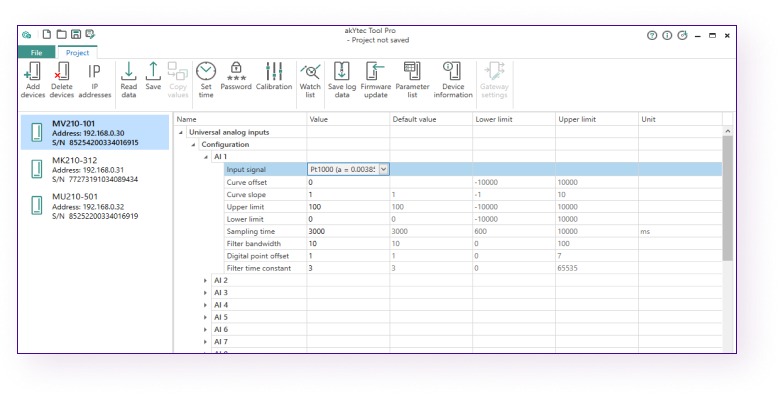 akYtec Tool Pro
- Project not saved
File Project
Add devices
Delete devices
IP addresses
Read data
Save
Copy values
Set time
Password
Calibration
Watch list
Save log data
Firmware update
Parameter list
Device information
Gateway settings
MV210-101
Address: 192.168.0.30
S/N 85254200334016915
MK210-312
Address: 192.168.0.31
S/N 77273191034089434
MU210-501
Address: 192.168.0.32
S/N 85252200334016919
Name Value Default value Lower limit Upper limit Unit
Universal analog inputs
Configuration
AI 1
Input signal Pt1000 (a = 0.0038
Curve offset 0 -10000 10000
Curve slope 1 1 -1 10
Upper limit 100 100 -10000 10000
Lower limit 0 0 -10000 10000
Sampling time 3000 3000 600 10000 ms
Filter bandwidth 10 10 0 100
Digital point offset 1 1 0 7
Filter time constant 3 3 0 65535
AI 2
AI 3
AI 4
AI 5
AI 6
AI 7